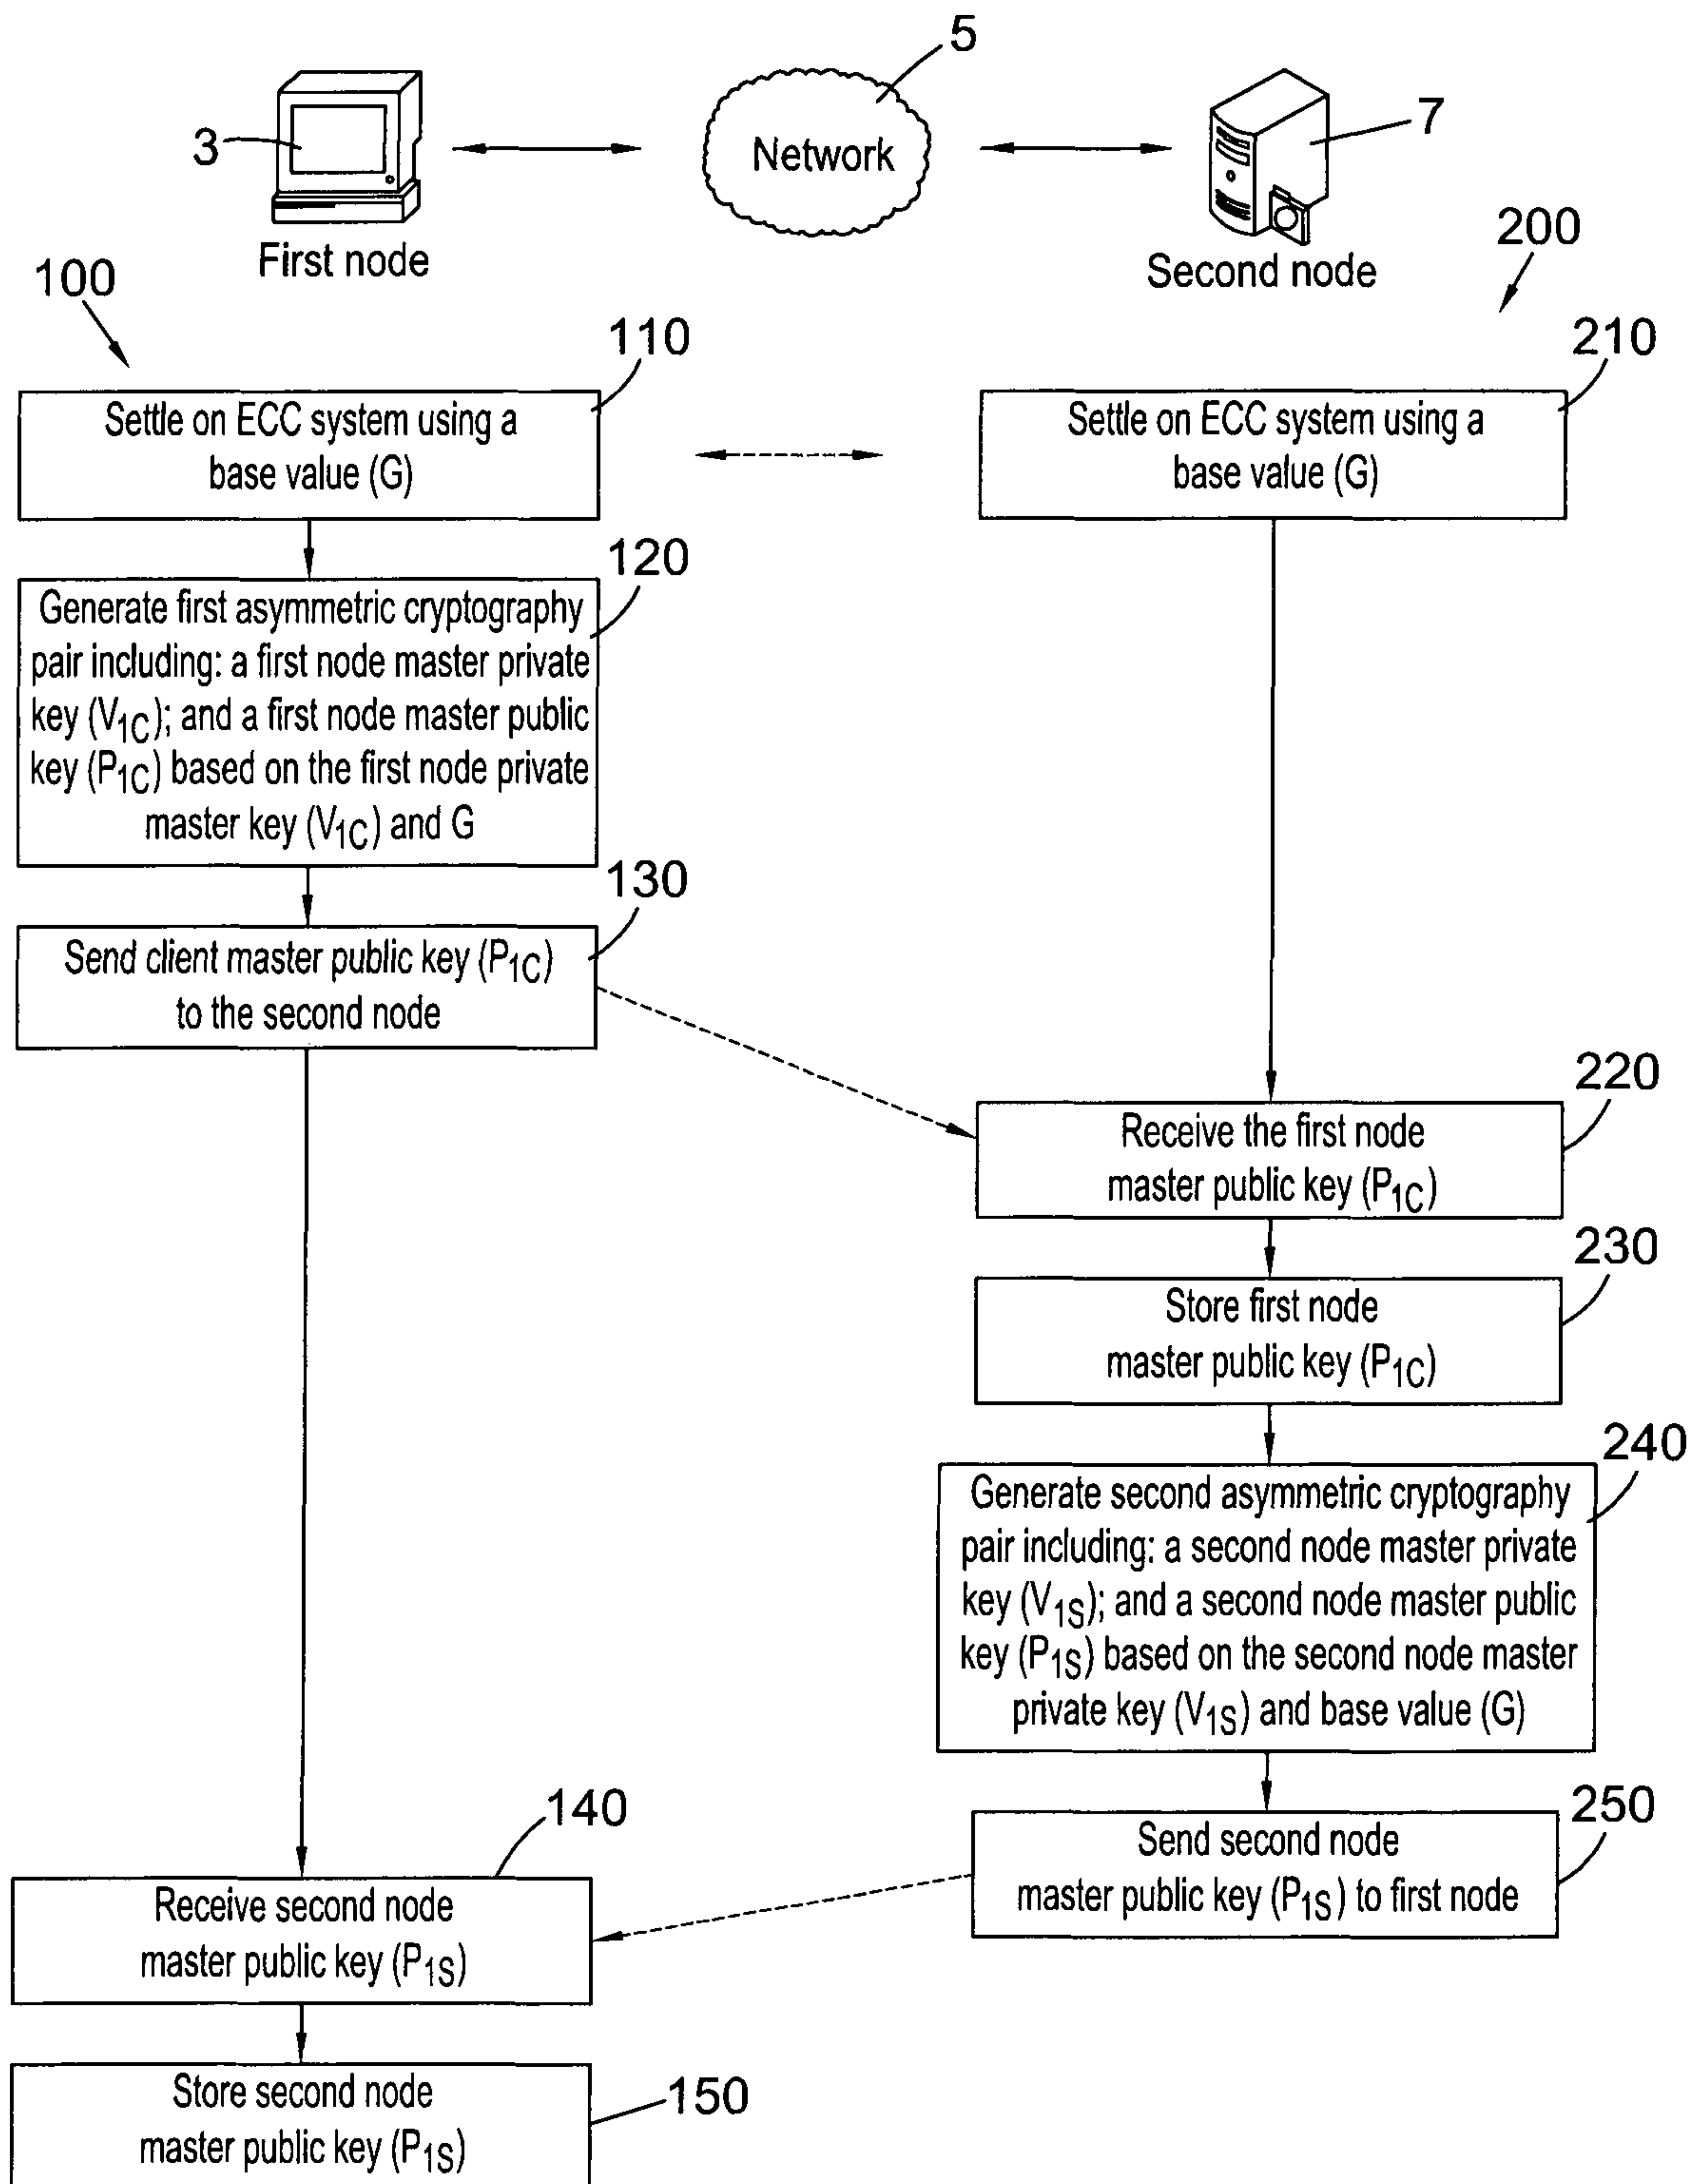 5
3
Network
7
First node
Second node
100
200
110
Settle on ECC system using a
base value (G)
210
Settle on ECC system using a
base value (G)
120
Generate first asymmetric cryptography
pair including: a first node master private
key (V1C); and a first node master public
key (P1C) based on the first node private
master key (V1C) and G
130
Send client master public key (P1C)
to the second node
220
Receive the first node
master public key (P1C)
230
Store first node
master public key (P1C)
240
Generate second asymmetric cryptography
pair including: a second node master private
key (V1S); and a second node master public
key (P1S) based on the second node master
private key (V1S) and base value (G)
250
Send second node
master public key (P1S) to first node
140
Receive second node
master public key (P1S)
150
Store second node
master public key (P1S)